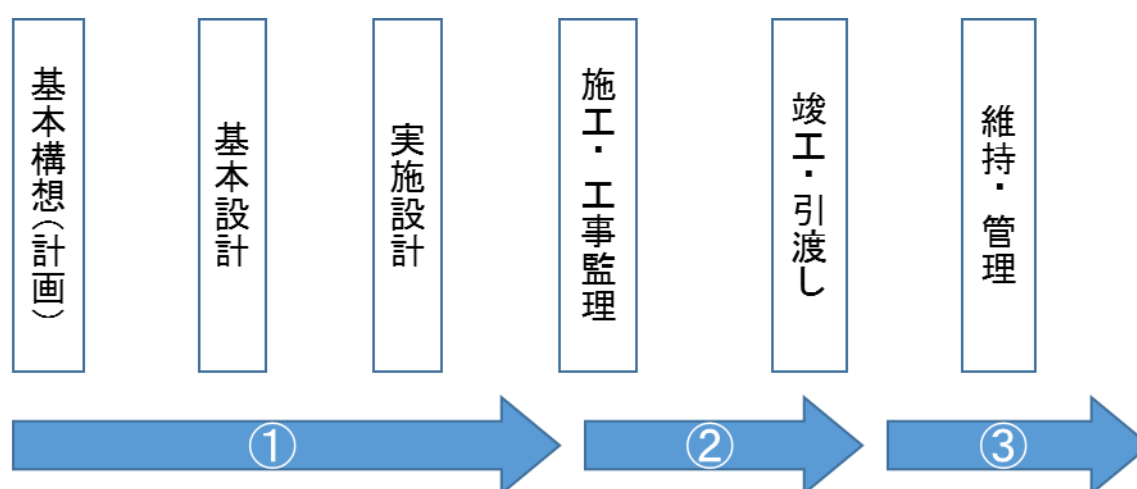 基本構想(計画)
基本設計
実施設計
施工・工事監理
竣工・引渡し
維持・管理
①
②
③